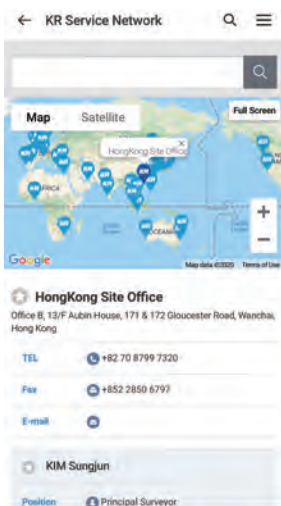 KR Service Network
Map
Satellite
Full Screen
HongKong Site Office
AFRICA
OCEANIA
Google
Map data ©2020
Terms of Use
HongKong Site Office
Office B, 13/F Aubin House, 171 & 172 Gloucester Road, Wanchai,
Hong Kong
TEL
+82 70 8799 7320
Fax
+852 2850 6797
E-mail
KIM Sungjun
Position
Principal Surveyor